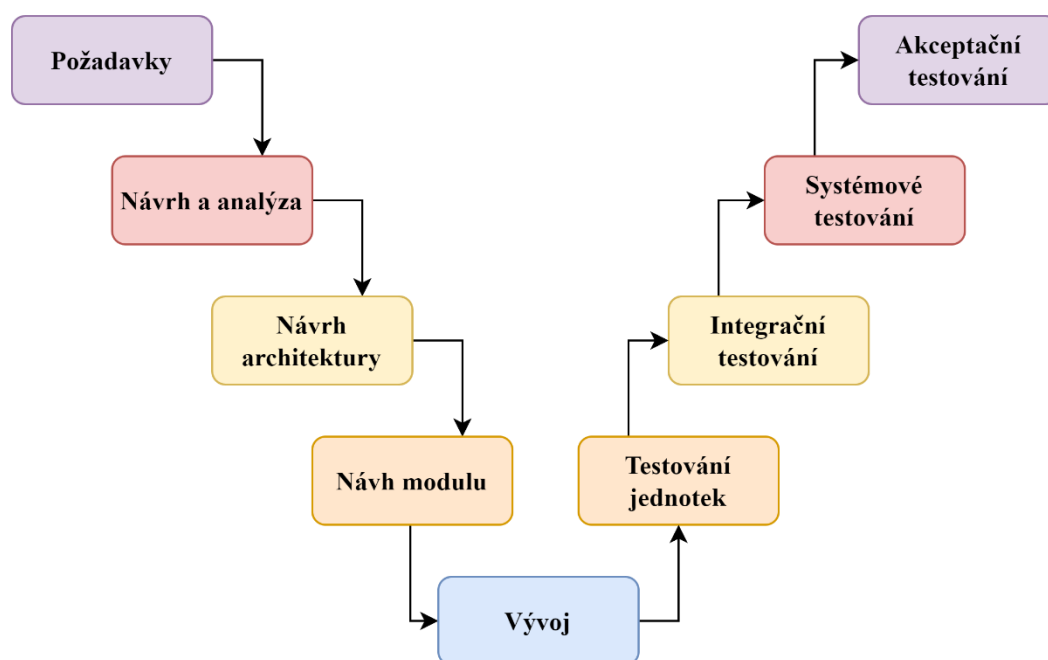 Požadavky
Návrh a analýza
Návrh
architektury
Návh modulu
Vývoj
Testování
jednotek
Integrační
testování
Systémové
testování
Akceptační
testování